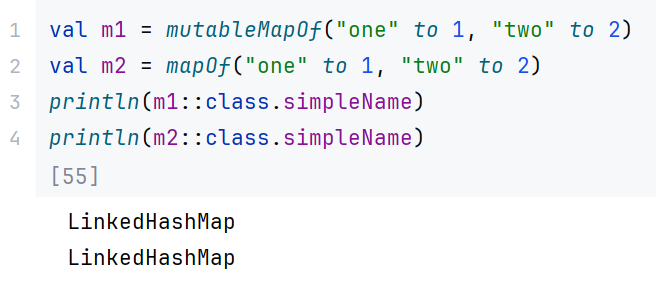 1 val m1 = mutableMapOf("one" to 1, "two" to 2)
2 val m2 = mapOf("one" to 1, "two" to 2)
3 println(m1::class.simpleName)
4 println(m2::class.simpleName)
[55]
LinkedHashMap
LinkedHashMap